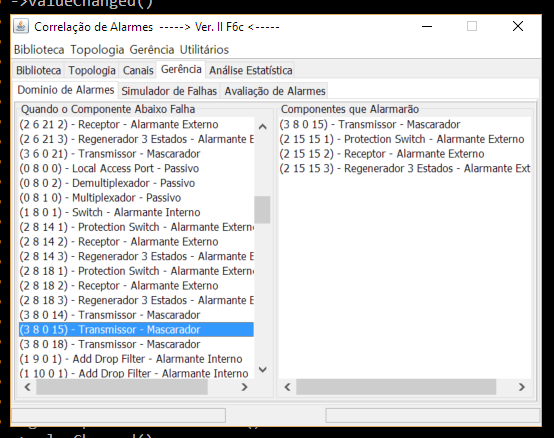 ->valueChanged()
Correlação de Alarmes -----> Ver. II F6c <-----
Biblioteca Topologia Gerência Utilitários
Biblioteca Topologia Canais Gerência Análise Estatística
Dominio de Alarmes Simulador de Falhas Avaliação de Alarmes
Quando o Componente Abaixo Falha
(2 6 21 2) - Receptor - Alarmante Externo
(2 6 21 3) - Regenerador 3 Estados - Alarmante E
(3 6 0 21) - Transmissor - Mascarador
(0 8 0 0) - Local Access Port - Passivo
(0 8 0 2) - Demultiplexador - Passivo
(0 8 1 0) - Multiplexador - Passivo
(1 8 0 1) - Switch - Alarmante Interno
(2 8 14 1) - Protection Switch - Alarmante Externo
(2 8 14 2) - Receptor - Alarmante Externo
(2 8 14 3) - Regenerador 3 Estados - Alarmante E
(2 8 18 1) - Protection Switch - Alarmante Externo
(2 8 18 2) - Receptor - Alarmante Externo
(2 8 18 3) - Regenerador 3 Estados - Alarmante E
(3 8 0 14) - Transmissor - Mascarador
(3 8 0 15) - Transmissor - Mascarador
(3 8 0 18) - Transmissor - Mascarador
(1 9 0 1) - Add Drop Filter - Alarmante Interno
(1 10 0 1) - Add Drop Filter - Alarmante Interno
Componentes que Alarmarão
(3 8 0 15) - Transmissor - Mascarador
(2 15 15 1) - Protection Switch - Alarmante Externo
(2 15 15 2) - Receptor - Alarmante Externo
(2 15 15 3) - Regenerador 3 Estados - Alarmante Ext